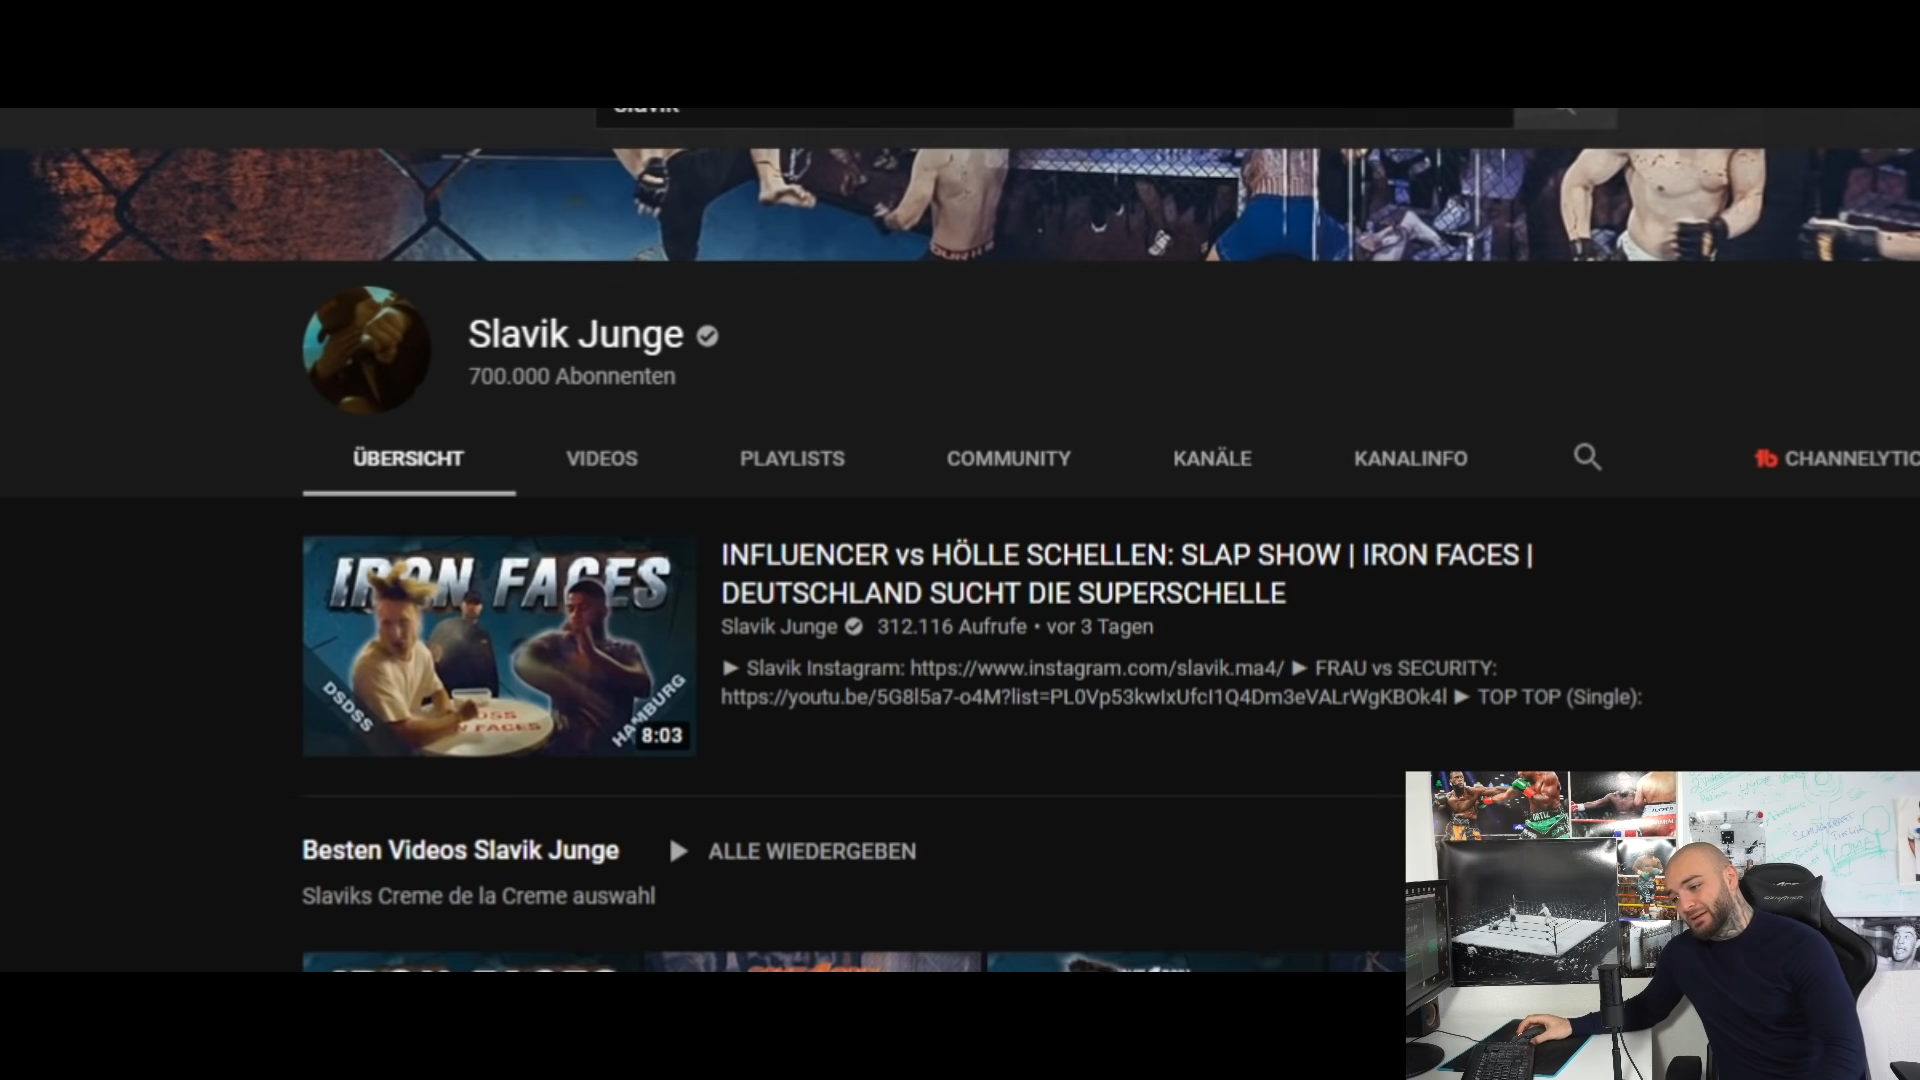 Slavik Junge
700.000 Abonnenten
ÜBERSICHT VIDEOS PLAYLISTS COMMUNITY KANÄLE KANALINFO CHANNELYTIC
IRON FACES
DSDSS
HAMBURG
8:03
INFLUENCER vs HÖLLE SCHELLEN: SLAP SHOW | IRON FACES |
DEUTSCHLAND SUCHT DIE SUPERSCHELLE
Slavik Junge 312.116 Aufrufe • vor 3 Tagen
► Slavik Instagram: https://www.instagram.com/slavik.ma4/ ► FRAU vs SECURITY:
https://youtu.be/5G8l5a7-o4M?list=PL0Vp53kwIxUfcI1Q4Dm3eVALrWgKBOk4l ► TOP TOP (Single):
Besten Videos Slavik Junge ALLE WIEDERGEBEN
Slaviks Creme de la Creme auswahl
ORTIZ